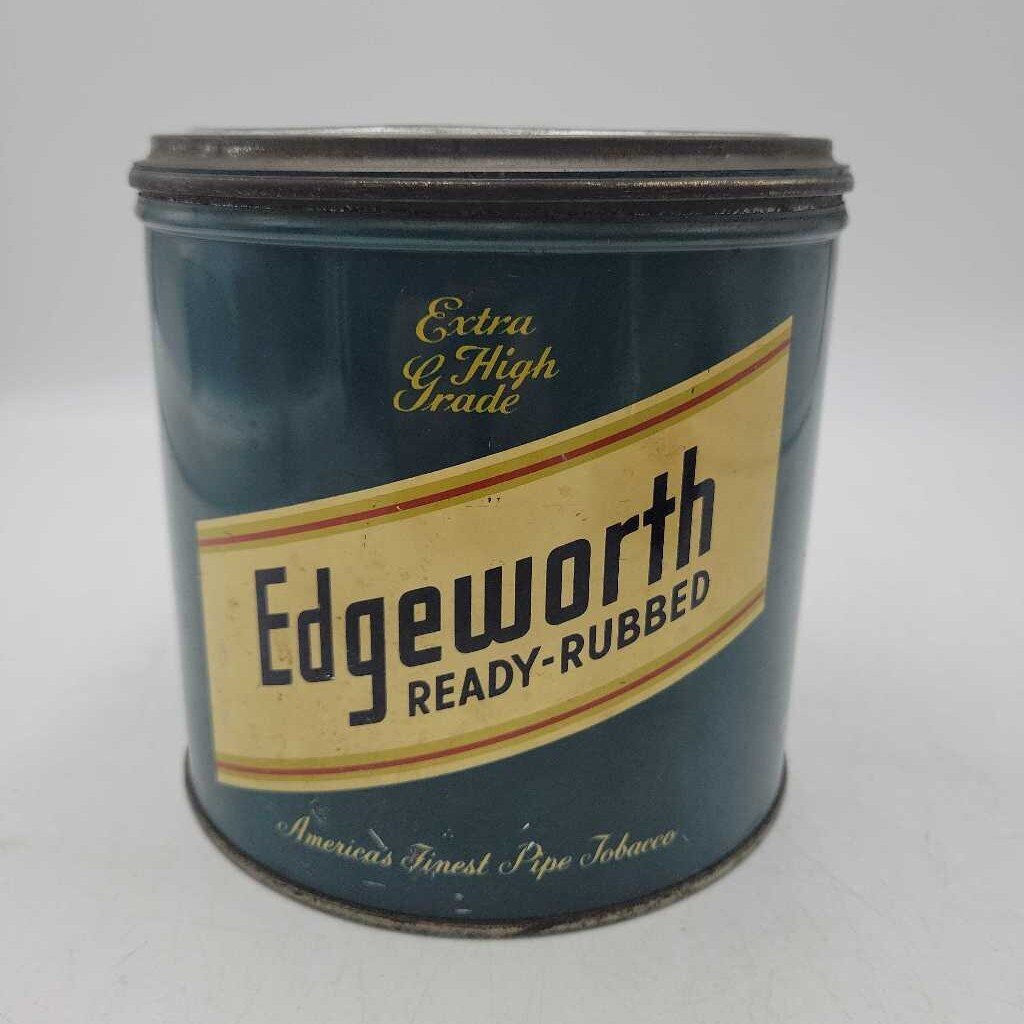 Extra
High
Grade
Edgeworth
READY-RUBBED
America's Finest Pipe Tobacco